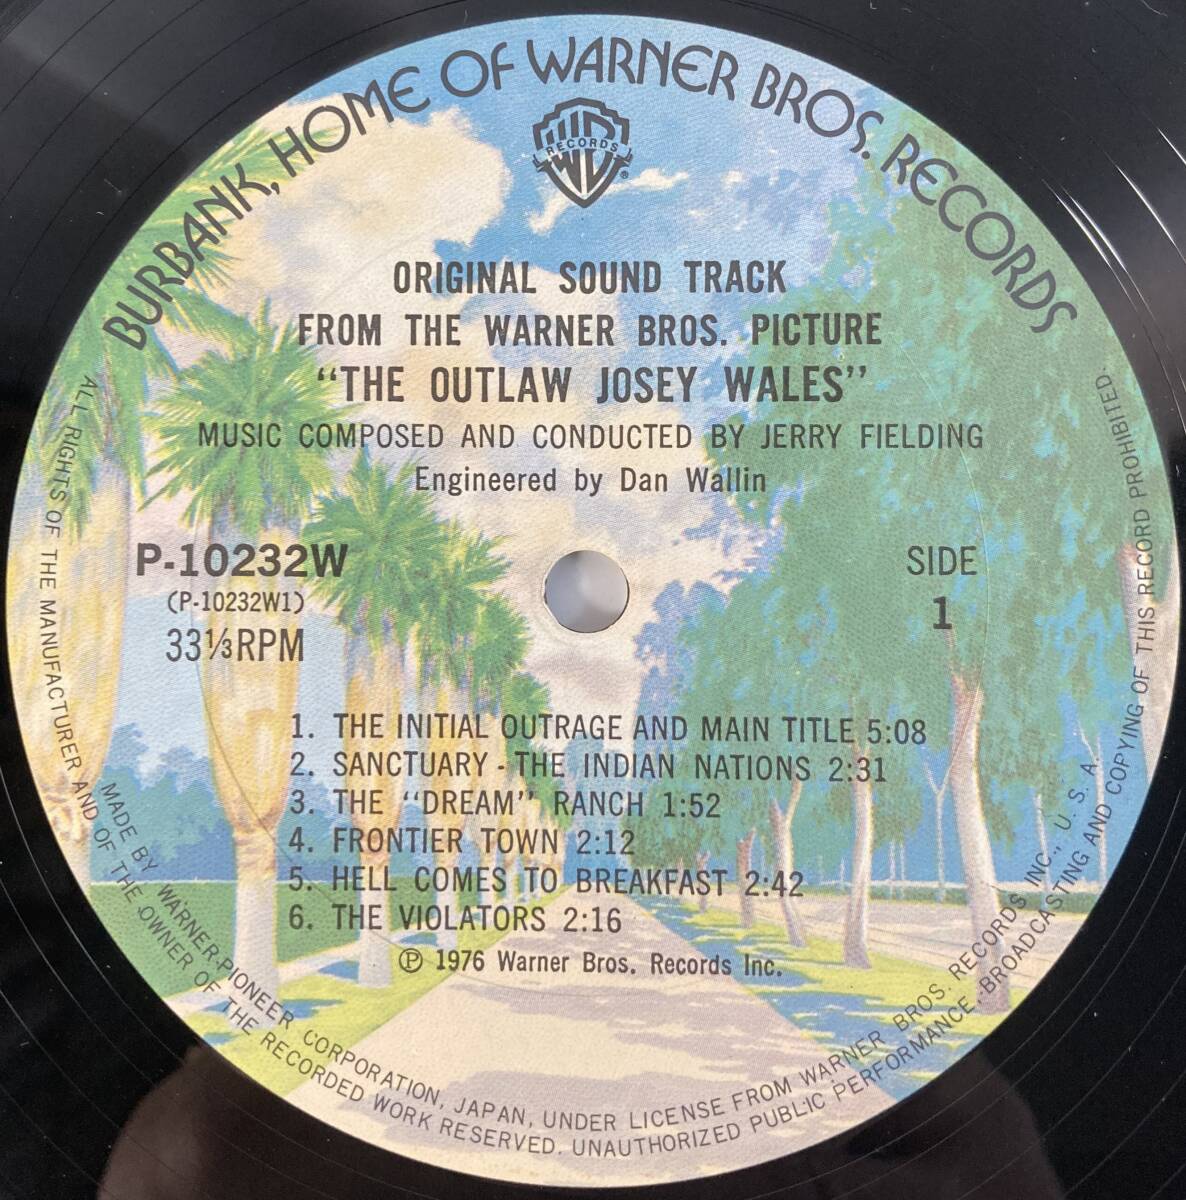 BURBANK, HOME OF WARNER BROS. RECORDS
WB
RECORDS
®
ORIGINAL SOUND TRACK
FROM THE WARNER BROS. PICTURE
“THE OUTLAW JOSEY WALES”
MUSIC COMPOSED AND CONDUCTED BY JERRY FIELDING
Engineered by Dan Wallin
P-10232W
(P-10232W1)
33⅓RPM
SIDE
1
1. THE INITIAL OUTRAGE AND MAIN TITLE 5:08
2. SANCTUARY - THE INDIAN NATIONS 2:31
3. THE “DREAM” RANCH 1:52
4. FRONTIER TOWN 2:12
5. HELL COMES TO BREAKFAST 2:42
6. THE VIOLATORS 2:16
℗ 1976 Warner Bros. Records Inc.
MADE BY WARNER-PIONEER CORPORATION, JAPAN, UNDER LICENSE FROM WARNER BROS. RECORDS INC., U. S. A.
ALL RIGHTS OF THE MANUFACTURER AND OF THE OWNER OF THE RECORDED WORK RESERVED. UNAUTHORIZED PUBLIC PERFORMANCE, BROADCASTING AND COPYING OF THIS RECORD PROHIBITED.